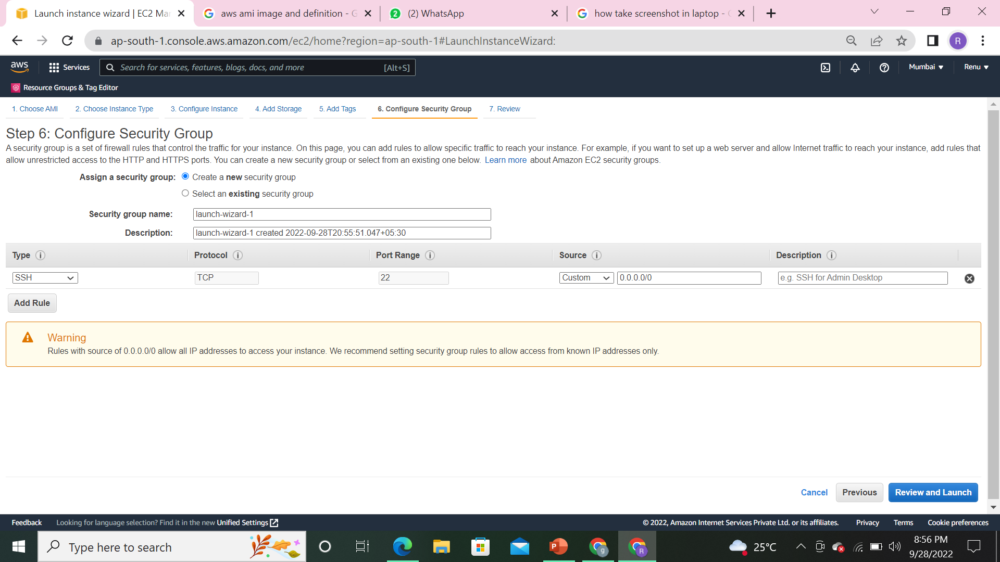 Launch instance wizard | EC2 Ma
aws ami image and definition - G
(2) WhatsApp
how take screenshot in laptop -
ap-south-1.console.aws.amazon.com/ec2/home?region=ap-south-1#LaunchInstanceWizard:
R
aws
Services
Search for services, features, blogs, docs, and more
[Alt+S]
Mumbai
Renu
Resource Groups & Tag Editor
1. Choose AMI
2. Choose Instance Type
3. Configure Instance
4. Add Storage
5. Add Tags
6. Configure Security Group
7. Review
Step 6: Configure Security Group
A security group is a set of firewall rules that control the traffic for your instance. On this page, you can add rules to allow specific traffic to reach your instance. For example, if you want to set up a web server and allow Internet traffic to reach your instance, add rules that
allow unrestricted access to the HTTP and HTTPS ports. You can create a new security group or select from an existing one below. Learn more about Amazon EC2 security groups.
Assign a security group:
Create a new security group
Select an existing security group
Security group name:
launch-wizard-1
Description:
launch-wizard-1 created 2022-09-28T20:55:51.047+05:30
Type
Protocol
Port Range
Source
Description
SSH
TCP
22
Custom
0.0.0.0/0
e.g. SSH for Admin Desktop
Add Rule
Warning
Rules with source of 0.0.0.0/0 allow all IP addresses to access your instance. We recommend setting security group rules to allow access from known IP addresses only.
Cancel
Previous
Review and Launch
Feedback
Looking for language selection? Find it in the new Unified Settings
© 2022, Amazon Internet Services Private Ltd. or its affiliates.
Privacy
Terms
Cookie preferences
Type here to search
P
g
R
25°C
8:56 PM
9/28/2022